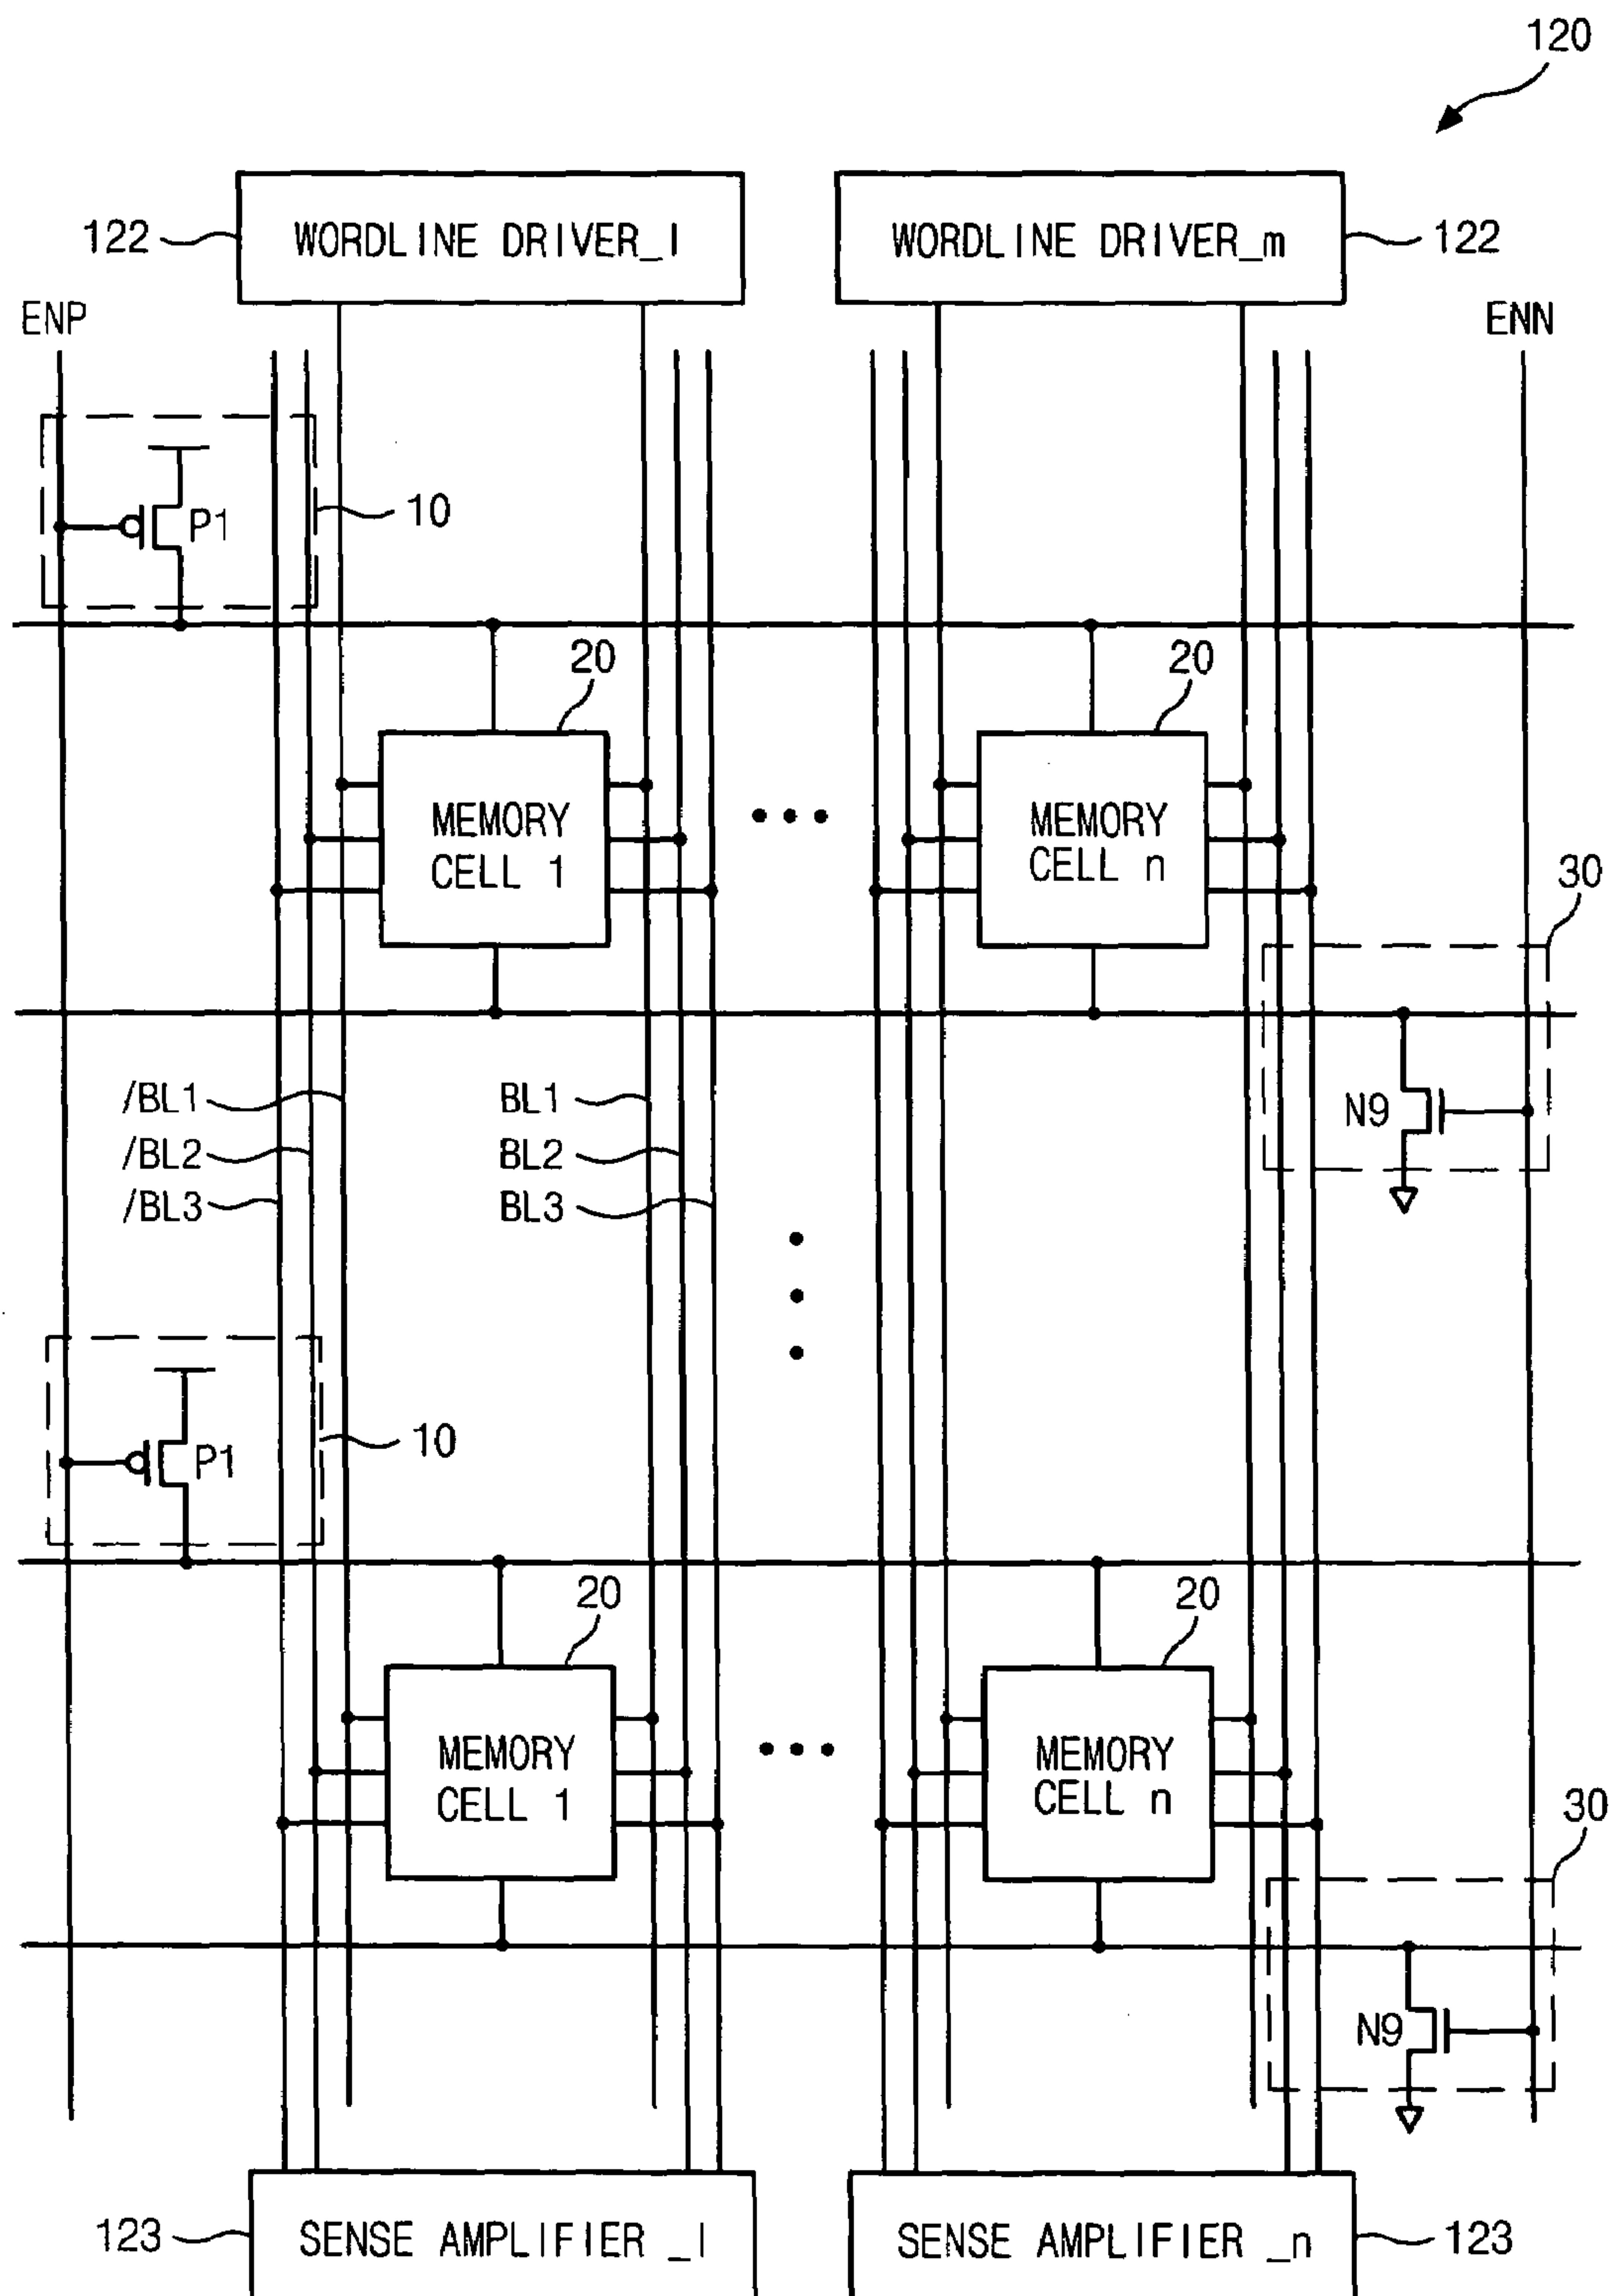 120
122 WORDLINE DRIVER_1 WORDLINE DRIVER_m 122
ENP ENN
P1 10
20 20
MEMORY CELL 1
MEMORY CELL n
30
/BL1 BL1
N9
/BL2 BL2
/BL3 BL3
P1 10
20 20
MEMORY CELL 1
MEMORY CELL n
30
N9
123 SENSE AMPLIFIER _1 SENSE AMPLIFIER _n 123